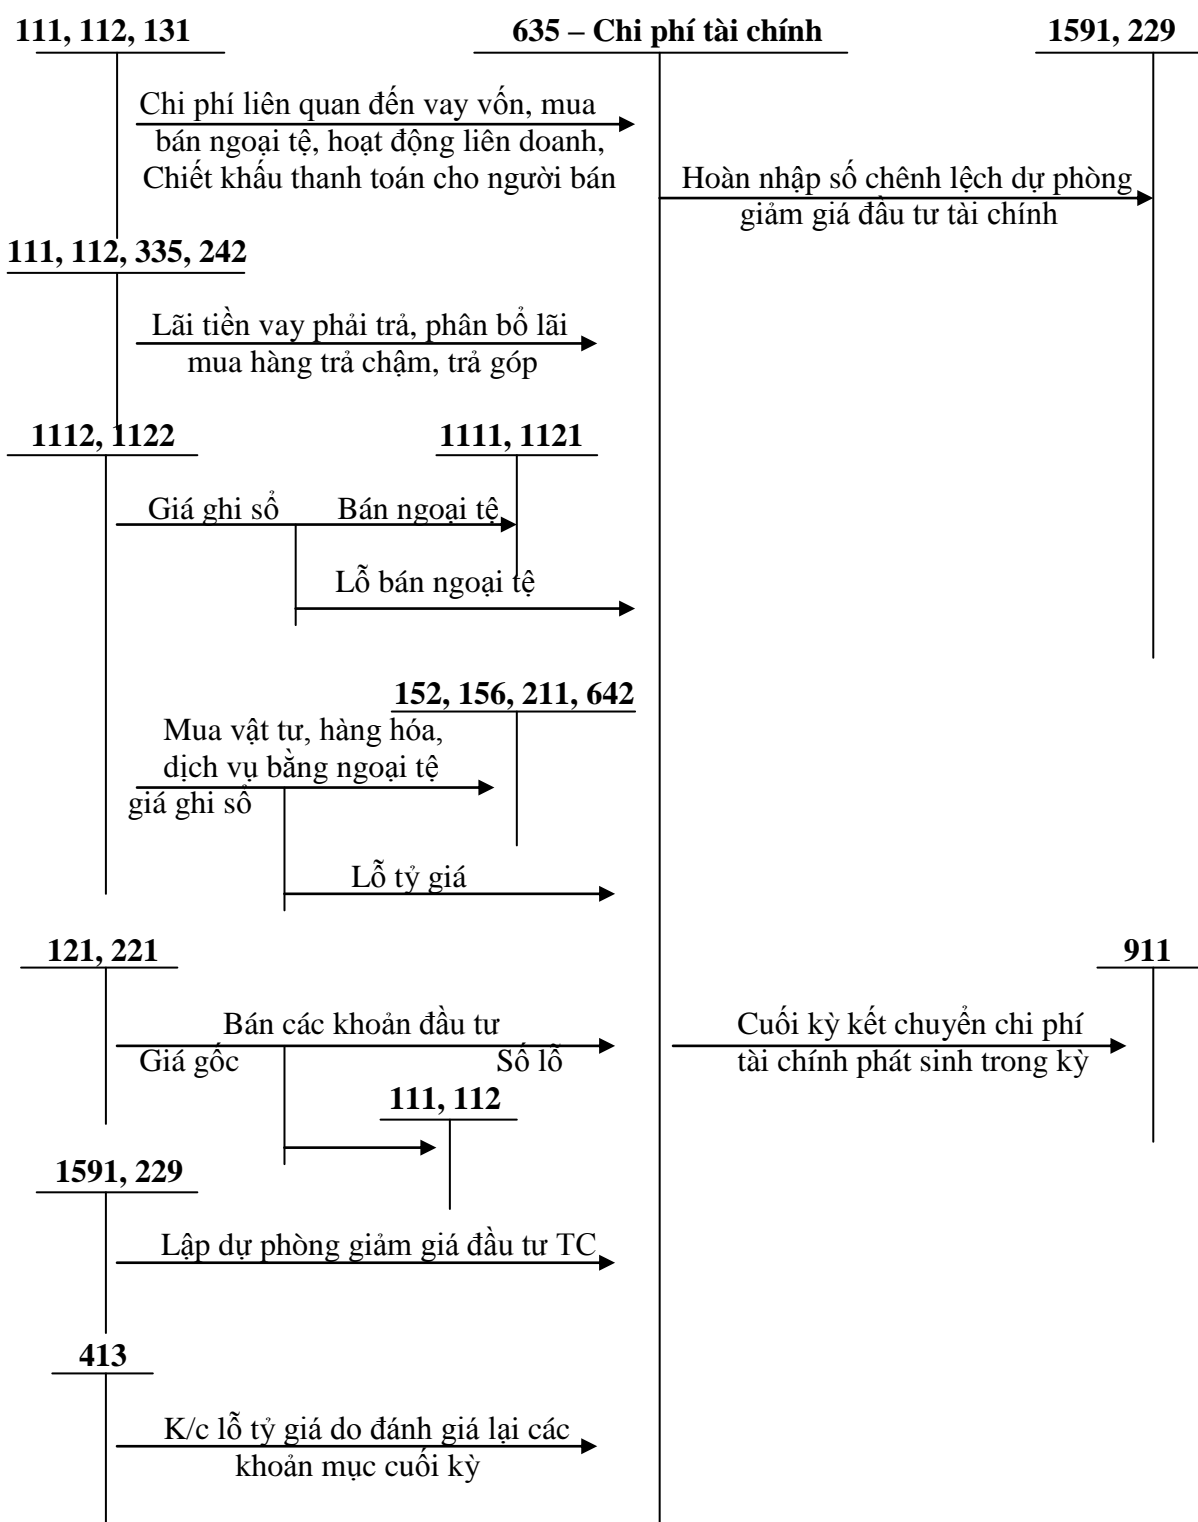 111, 112, 131
635 – Chi phí tài chính
1591, 229
Chi phí liên quan đến vay vốn, mua
bán ngoại tệ, hoạt động liên doanh,
Chiết khấu thanh toán cho người bán
Hoàn nhập số chênh lệch dự phòng
giảm giá đầu tư tài chính
111, 112, 335, 242
Lãi tiền vay phải trả, phân bổ lãi
mua hàng trả chậm, trả góp
1112, 1122
1111, 1121
Giá ghi sổ
Bán ngoại tệ
Lỗ bán ngoại tệ
152, 156, 211, 642
Mua vật tư, hàng hóa,
dịch vụ bằng ngoại tệ
giá ghi sổ
Lỗ tỷ giá
121, 221
911
Bán các khoản đầu tư
Giá gốc
Số lỗ
Cuối kỳ kết chuyển chi phí
tài chính phát sinh trong kỳ
111, 112
1591, 229
Lập dự phòng giảm giá đầu tư TC
413
K/c lỗ tỷ giá do đánh giá lại các
khoản mục cuối kỳ